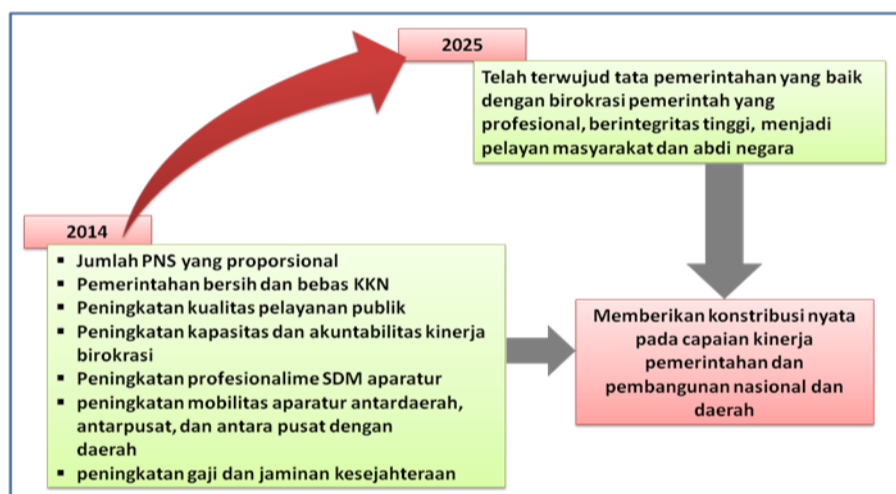 2025
Telah terwujud tata pemerintahan yang baik
dengan birokrasi pemerintah yang
profesional, berintegritas tinggi, menjadi
pelayan masyarakat dan abdi negara
2014
▪ Jumlah PNS yang proporsional
▪ Pemerintahan bersih dan bebas KKN
▪ Peningkatan kualitas pelayanan publik
▪ Peningkatan kapasitas dan akuntabilitas kinerja
birokrasi
▪ Peningkatan profesionalime SDM aparatur
▪ peningkatan mobilitas aparatur antardaerah,
antarpusat, dan antara pusat dengan
daerah
▪ peningkatan gaji dan jaminan kesejahteraan
Memberikan konstribusi nyata
pada capaian kinerja
pemerintahan dan
pembangunan nasional dan
daerah